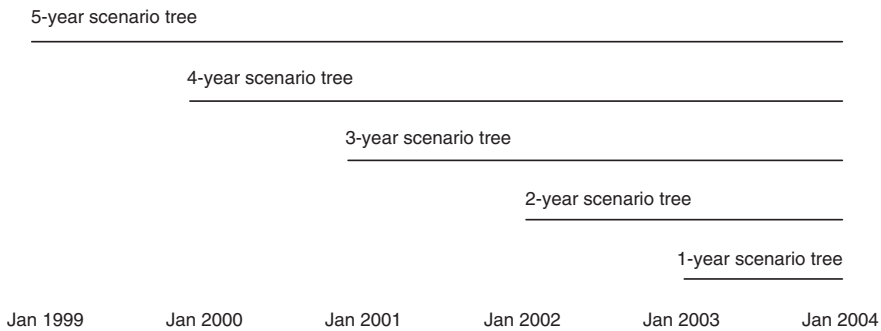 5-year scenario tree
4-year scenario tree
3-year scenario tree
2-year scenario tree
1-year scenario tree
Jan 1999 Jan 2000 Jan 2001 Jan 2002 Jan 2003 Jan 2004